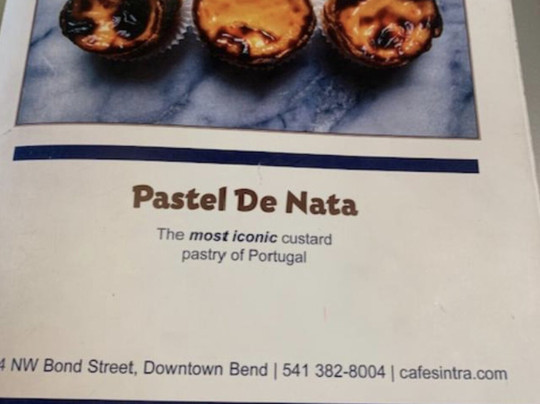 Pastel De Nata
The most iconic custard
pastry of Portugal
4 NW Bond Street, Downtown Bend | 541 382-8004 | cafesintra.com